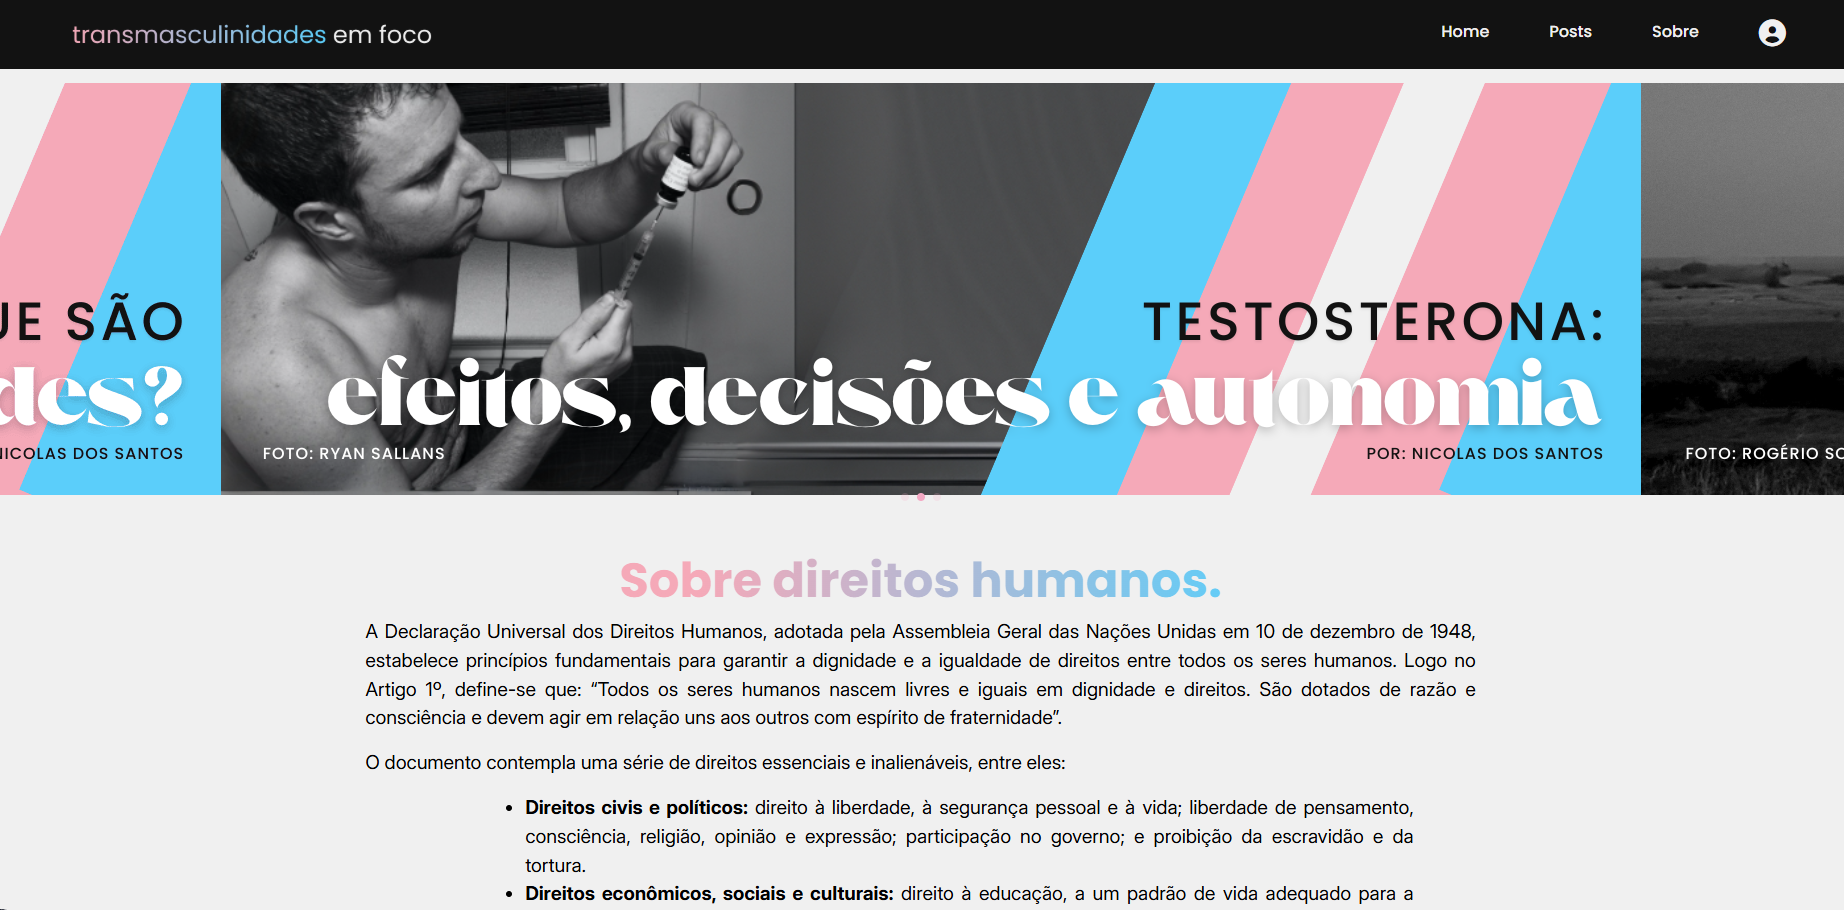 transmasculinidades em foco
Home
Posts
Sobre
UE SÃO
des?
NICOLAS DOS SANTOS
TESTOSTERONA:
efeitos, decisões e autonomia
FOTO: RYAN SALLANS
POR: NICOLAS DOS SANTOS
FOTO: ROGÉRIO
Sobre direitos humanos.
A Declaração Universal dos Direitos Humanos, adotada pela Assembleia Geral das Nações Unidas em 10 de dezembro de 1948,
estabelece princípios fundamentais para garantir a dignidade e a igualdade de direitos entre todos os seres humanos. Logo no
Artigo 1º, define-se que: “Todos os seres humanos nascem livres e iguais em dignidade e direitos. São dotados de razão e
consciência e devem agir em relação uns aos outros com espírito de fraternidade”.
O documento contempla uma série de direitos essenciais e inalienáveis, entre eles:
• Direitos civis e políticos: direito à liberdade, à segurança pessoal e à vida; liberdade de pensamento,
consciência, religião, opinião e expressão; participação no governo; e proibição da escravidão e da
tortura.
• Direitos econômicos, sociais e culturais: direito à educação, a um padrão de vida adequado para a